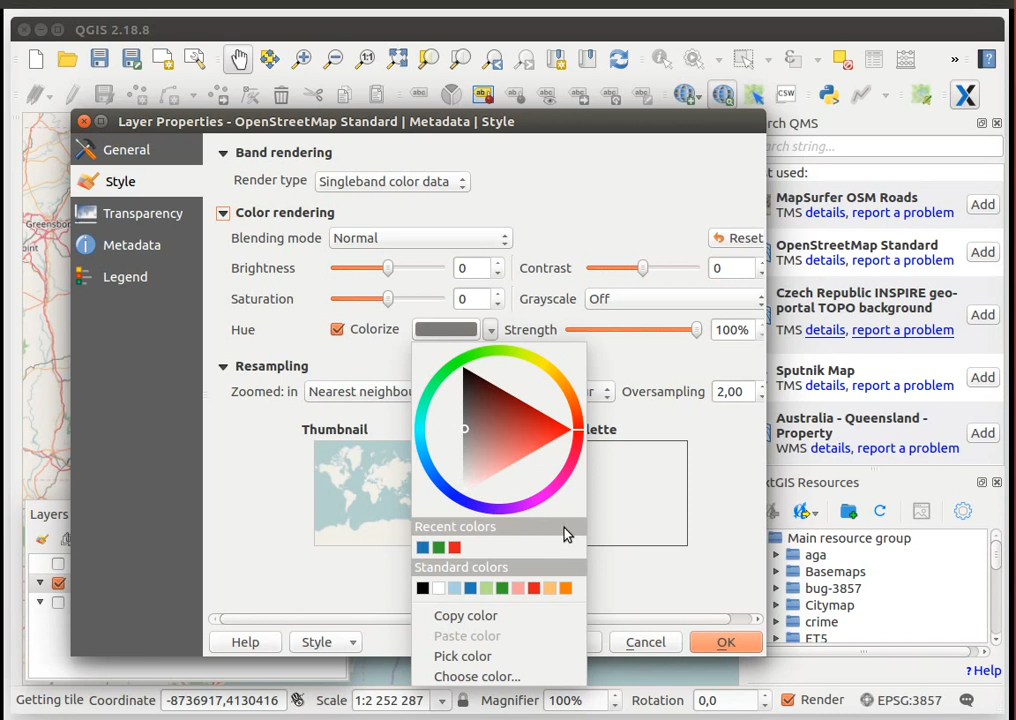 QGIS 2.18.8
Layer Properties - OpenStreetMap Standard | Metadata | Style
General
Style
Transparency
Metadata
Legend
Band rendering
Render type Singleband color data
Color rendering
Blending mode Normal Reset
Brightness 0 Contrast 0
Saturation 0 Grayscale Off
Hue Colorize Strength 100%
Resampling
Zoomed: in Nearest neighbou r Oversampling 2,00
Thumbnail lette
Recent colors
Standard colors
Copy color
Paste color
Pick color
Choose color...
Help Style Cancel OK
rch QMS
arch string...
used:
MapSurfer OSM Roads
TMS details, report a problem Add
OpenStreetMap Standard
TMS details, report a problem Add
Czech Republic INSPIRE geo-
portal TOPO background
TMS details, report a problem Add
Sputnik Map
TMS details, report a problem Add
Australia - Queensland -
Property
WMS details, report a problem Add
extGIS Resources
Main resource group
aga
Basemaps
bug-3857
Citymap
crime
FT5
Help
Layers
Greensbor
oint
CSW
Getting tile Coordinate -8736917,4130416 Scale 1:2 252 287 Magnifier 100% Rotation 0,0 Render EPSG:3857